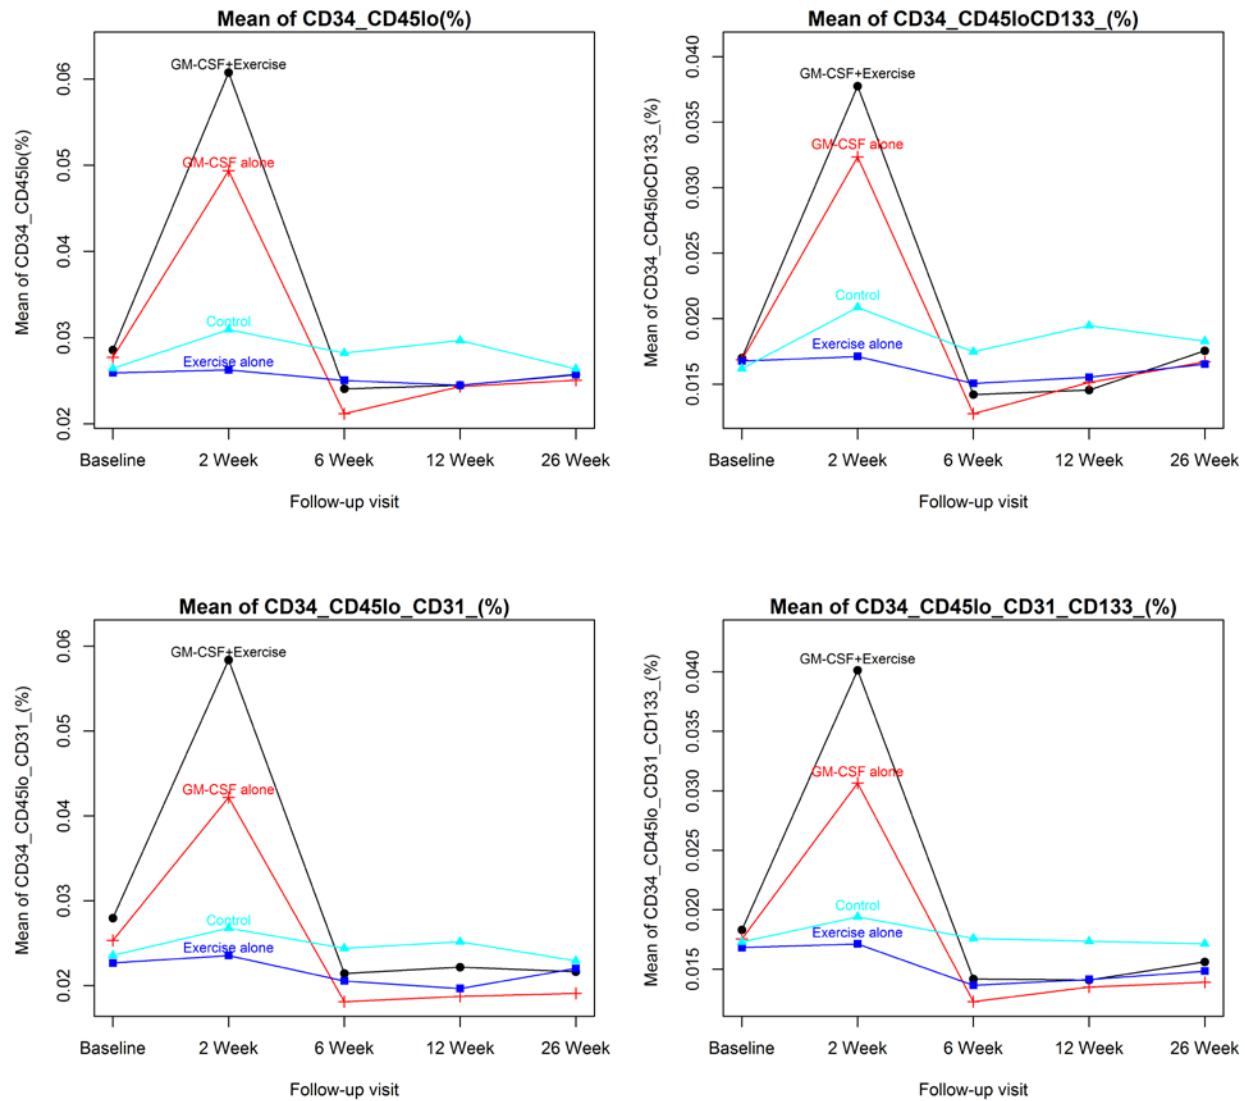 Mean of CD34_CD45lo(%)
Mean of CD34_CD45lo(%)
0.06
0.05
0.04
0.03
0.02
GM-CSF+Exercise
GM-CSF alone
Control
Exercise alone
Baseline 2 Week 6 Week 12 Week 26 Week
Follow-up visit
Mean of CD34_CD45loCD133_(%)
Mean of CD34_CD45loCD133_(%)
0.040
0.035
0.030
0.025
0.020
0.015
GM-CSF+Exercise
GM-CSF alone
Control
Exercise alone
Baseline 2 Week 6 Week 12 Week 26 Week
Follow-up visit
Mean of CD34_CD45lo_CD31_(%)
Mean of CD34_CD45lo_CD31_(%)
0.06
0.05
0.04
0.03
0.02
GM-CSF+Exercise
GM-CSF alone
Control
Exercise alone
Baseline 2 Week 6 Week 12 Week 26 Week
Follow-up visit
Mean of CD34_CD45lo_CD31_CD133_(%)
Mean of CD34_CD45lo_CD31_CD133_(%)
0.040
0.035
0.030
0.025
0.020
0.015
GM-CSF+Exercise
GM-CSF alone
Control
Exercise alone
Baseline 2 Week 6 Week 12 Week 26 Week
Follow-up visit